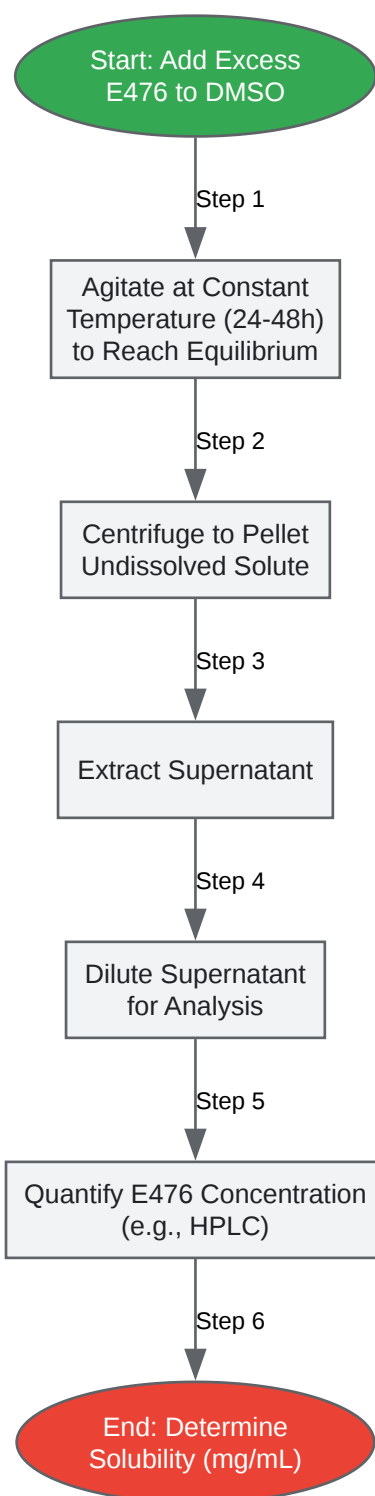 Start: Add Excess
E476 to DMSO
Step 1
Agitate at Constant
Temperature (24-48h)
to Reach Equilibrium
Step 2
Centrifuge to Pellet
Undissolved Solute
Step 3
Extract Supernatant
Step 4
Dilute Supernatant
for Analysis
Step 5
Quantify E476 Concentration
(e.g., HPLC)
Step 6
End: Determine
Solubility (mg/mL)